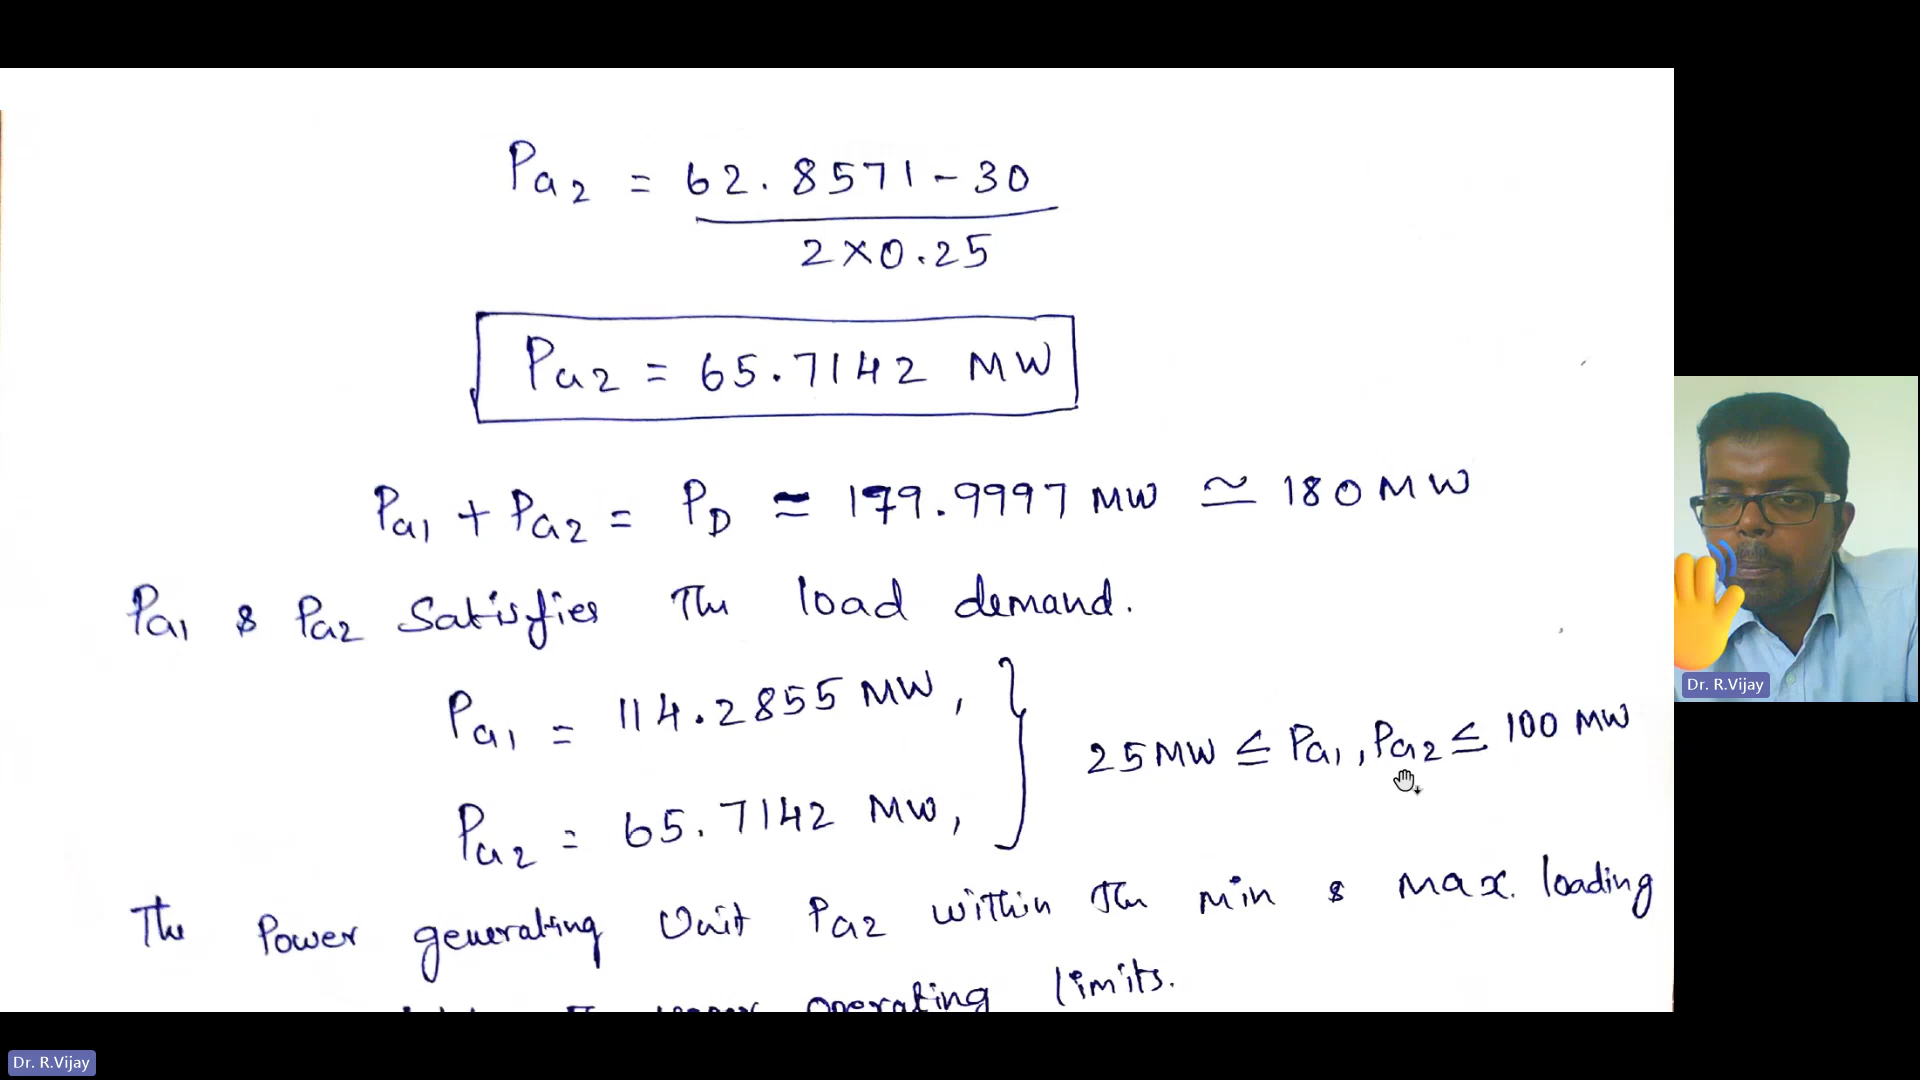 Pa2 = 62.8571 - 30
2 × 0.25
Pa2 = 65.7142 MW
Pa1 + Pa2 = PD ≃ 179.9997 MW ≃ 180 MW
Pa1 & Pa2 Satisfies The load demand.
Pa1 = 114.2855 MW,
25 MW ≤ Pa1, Pa2 ≤ 100 MW
Pa2 = 65.7142 MW,
The Power generating Unit Pa2 within the min & max. loading
operating limits.
Dr. R.Vijay
Dr. R.Vijay